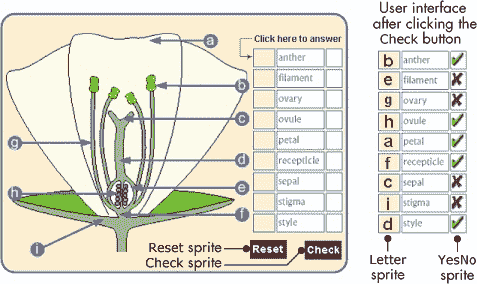 Click here to answer
a
b
c
d
e
f
g
h
i
anther
filament
ovary
ovule
petal
recepticle
sepal
stigma
style
Reset sprite
Reset
Check sprite
Check
User interface
after clicking the
Check button
b anther
e filament
g ovary
h ovule
a petal
f recepticle
c sepal
i stigma
d style
Letter
sprite
YesNo
sprite